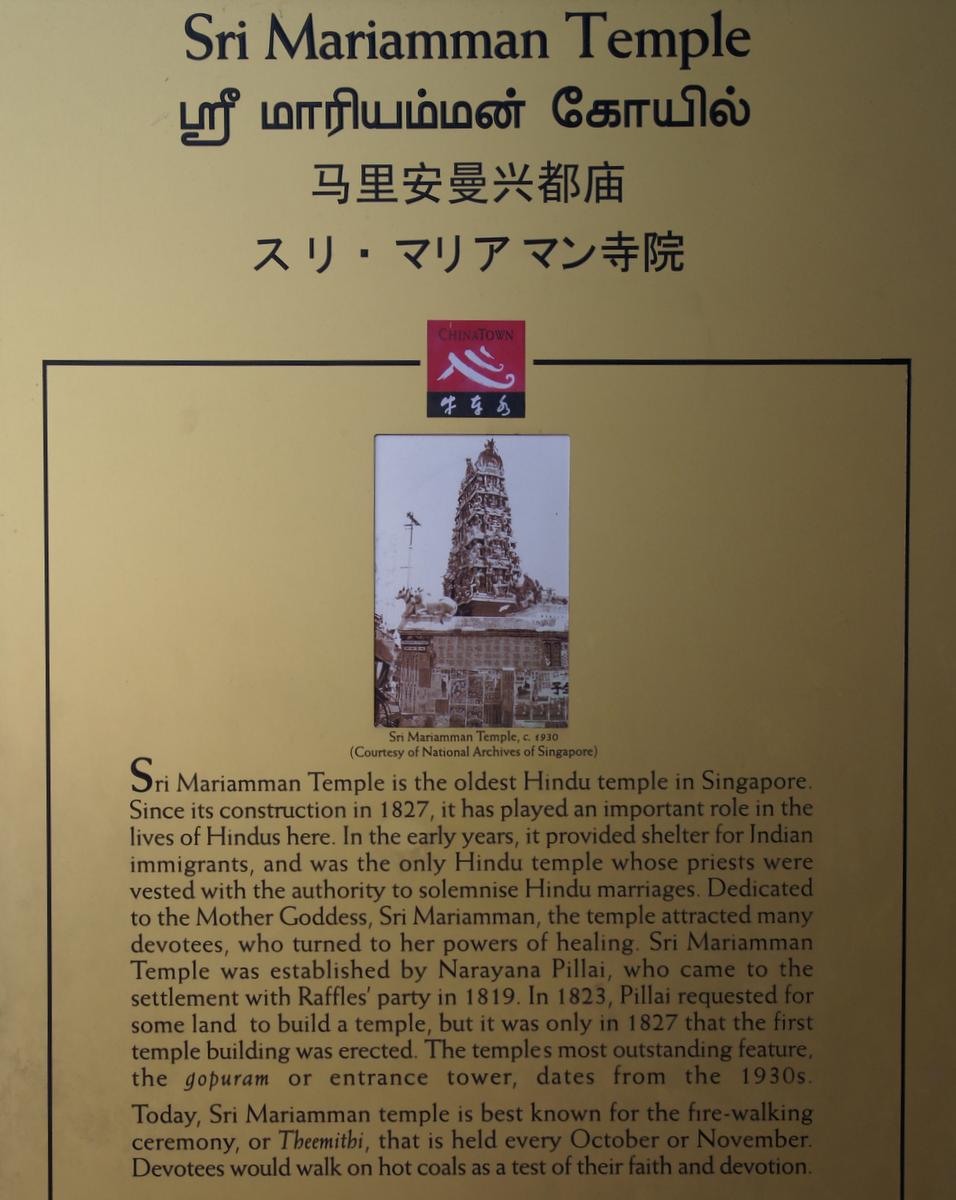 Sri Mariamman Temple
ஸ்ரீ மாரியம்மன் கோயில்
马里安曼兴都庙
スリ・マリアマン寺院
CHINATOWN
牛车水
Sri Mariamman Temple, c. 1930
(Courtesy of National Archives of Singapore)
Sri Mariamman Temple is the oldest Hindu temple in Singapore.
Since its construction in 1827, it has played an important role in the
lives of Hindus here. In the early years, it provided shelter for Indian
immigrants, and was the only Hindu temple whose priests were
vested with the authority to solemnise Hindu marriages. Dedicated
to the Mother Goddess, Sri Mariamman, the temple attracted many
devotees, who turned to her powers of healing. Sri Mariamman
Temple was established by Narayana Pillai, who came to the
settlement with Raffles' party in 1819. In 1823, Pillai requested for
some land to build a temple, but it was only in 1827 that the first
temple building was erected. The temples most outstanding feature,
the gopuram or entrance tower, dates from the 1930s.
Today, Sri Mariamman temple is best known for the fire-walking
ceremony, or Theemithi, that is held every October or November.
Devotees would walk on hot coals as a test of their faith and devotion.